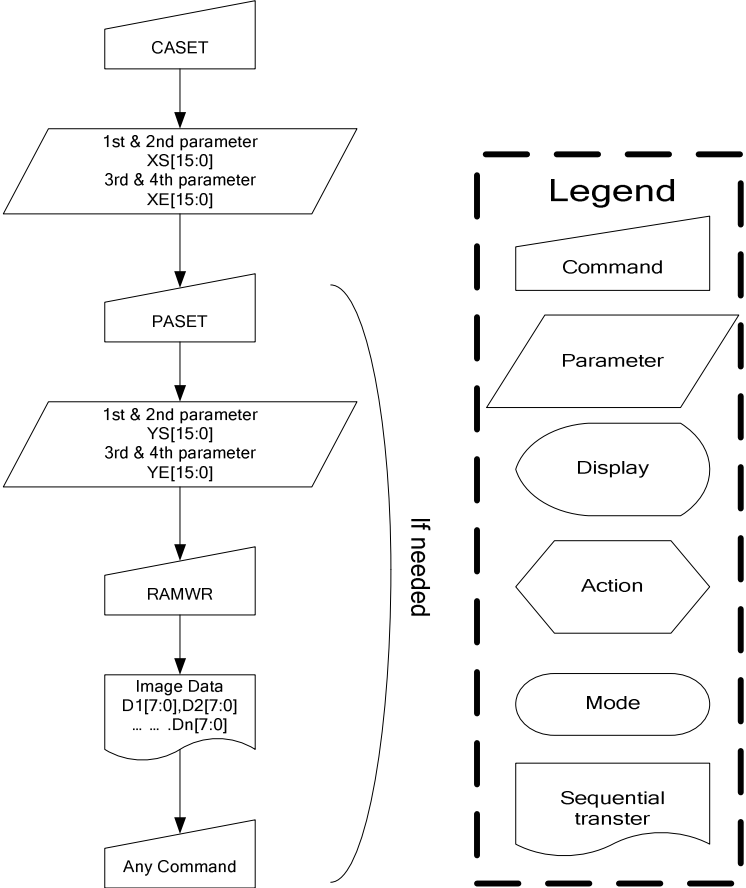 CASET
1st & 2nd parameter
XS[15:0]
3rd & 4th parameter
XE[15:0]
PASET
1st & 2nd parameter
YS[15:0]
3rd & 4th parameter
YE[15:0]
RAMWR
Image Data
D1[7:0],D2[7:0]
... ... .Dn[7:0]
Any Command
If needed
Legend
Command
Parameter
Display
Action
Mode
Sequential
transter